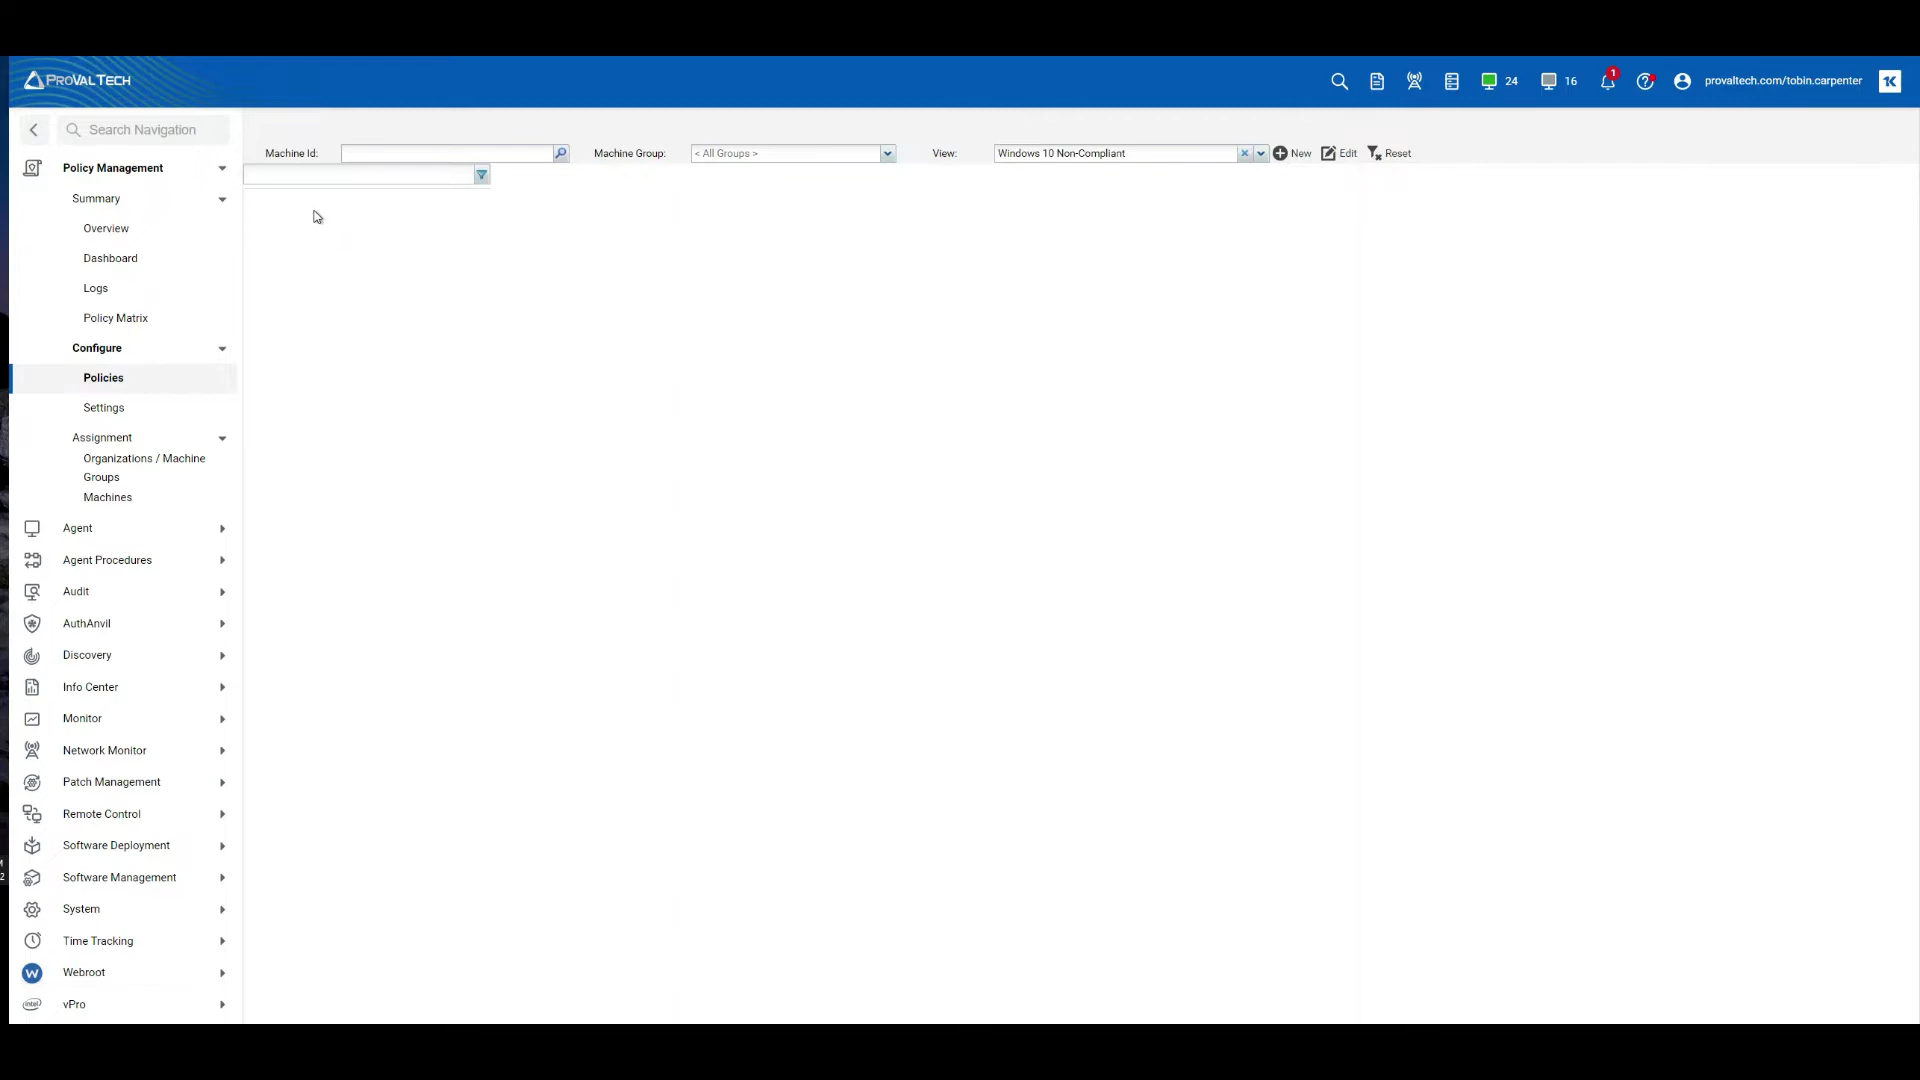 PROVALTECH
24
16
1
provaltech.com/tobin.carpenter
Search Navigation
Machine Id:
Machine Group:
< All Groups >
View:
Windows 10 Non-Compliant
New
Edit
Reset
Policy Management
Summary
Overview
Dashboard
Logs
Policy Matrix
Configure
Policies
Settings
Assignment
Organizations / Machine
Groups
Machines
Agent
Agent Procedures
Audit
AuthAnvil
Discovery
Info Center
Monitor
Network Monitor
Patch Management
Remote Control
Software Deployment
Software Management
System
Time Tracking
W
Webroot
intel
vPro